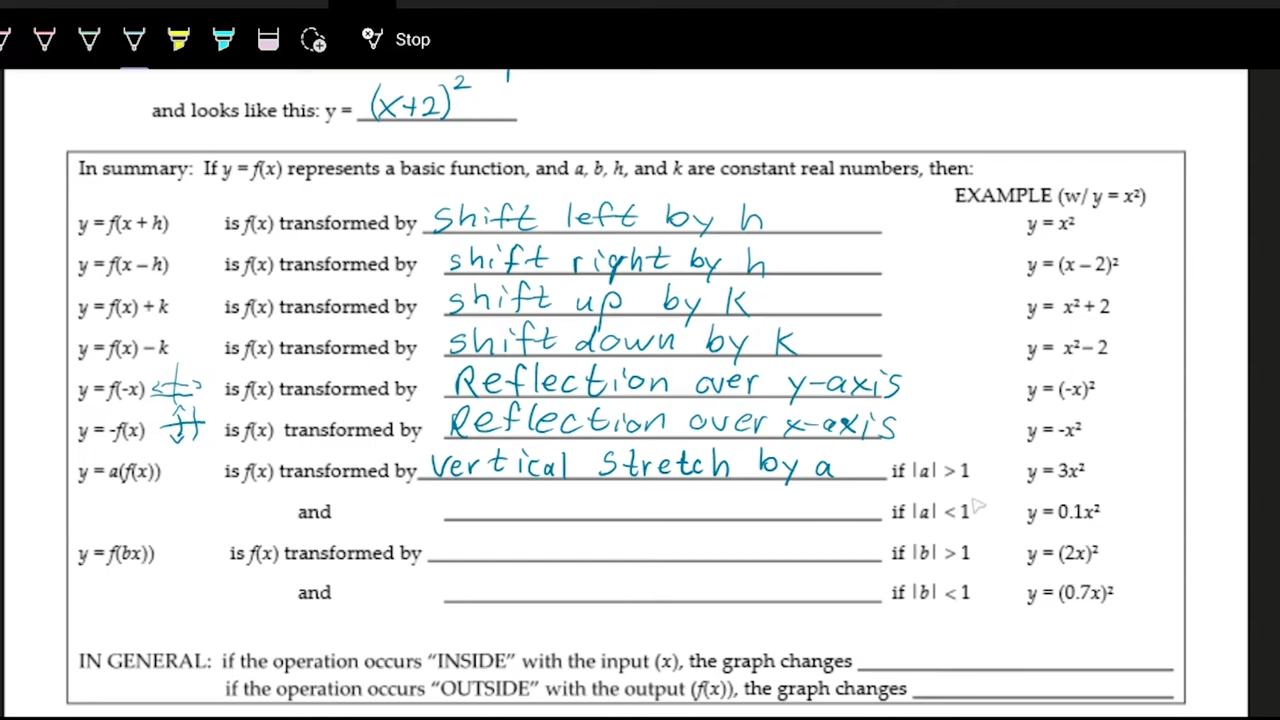 Stop
and looks like this: y = (x+2)²
In summary: If y = f(x) represents a basic function, and a, b, h, and k are constant real numbers, then:
EXAMPLE (w/ y = x²)
y = f(x + h) is f(x) transformed by shift left by h y = x²
y = f(x – h) is f(x) transformed by shift right by h y = (x – 2)²
y = f(x) + k is f(x) transformed by shift up by K y = x² + 2
y = f(x) – k is f(x) transformed by shift down by K y = x² – 2
y = f(-x) is f(x) transformed by Reflection over y-axis y = (-x)²
y = -f(x) is f(x) transformed by Reflection over x-axis y = -x²
y = a(f(x)) is f(x) transformed by vertical stretch by a if |a| > 1 y = 3x²
and if |a| < 1 y = 0.1x²
y = f(bx)) is f(x) transformed by if |b| > 1 y = (2x)²
and if |b| < 1 y = (0.7x)²
IN GENERAL: if the operation occurs “INSIDE” with the input (x), the graph changes
if the operation occurs “OUTSIDE” with the output (f(x)), the graph changes